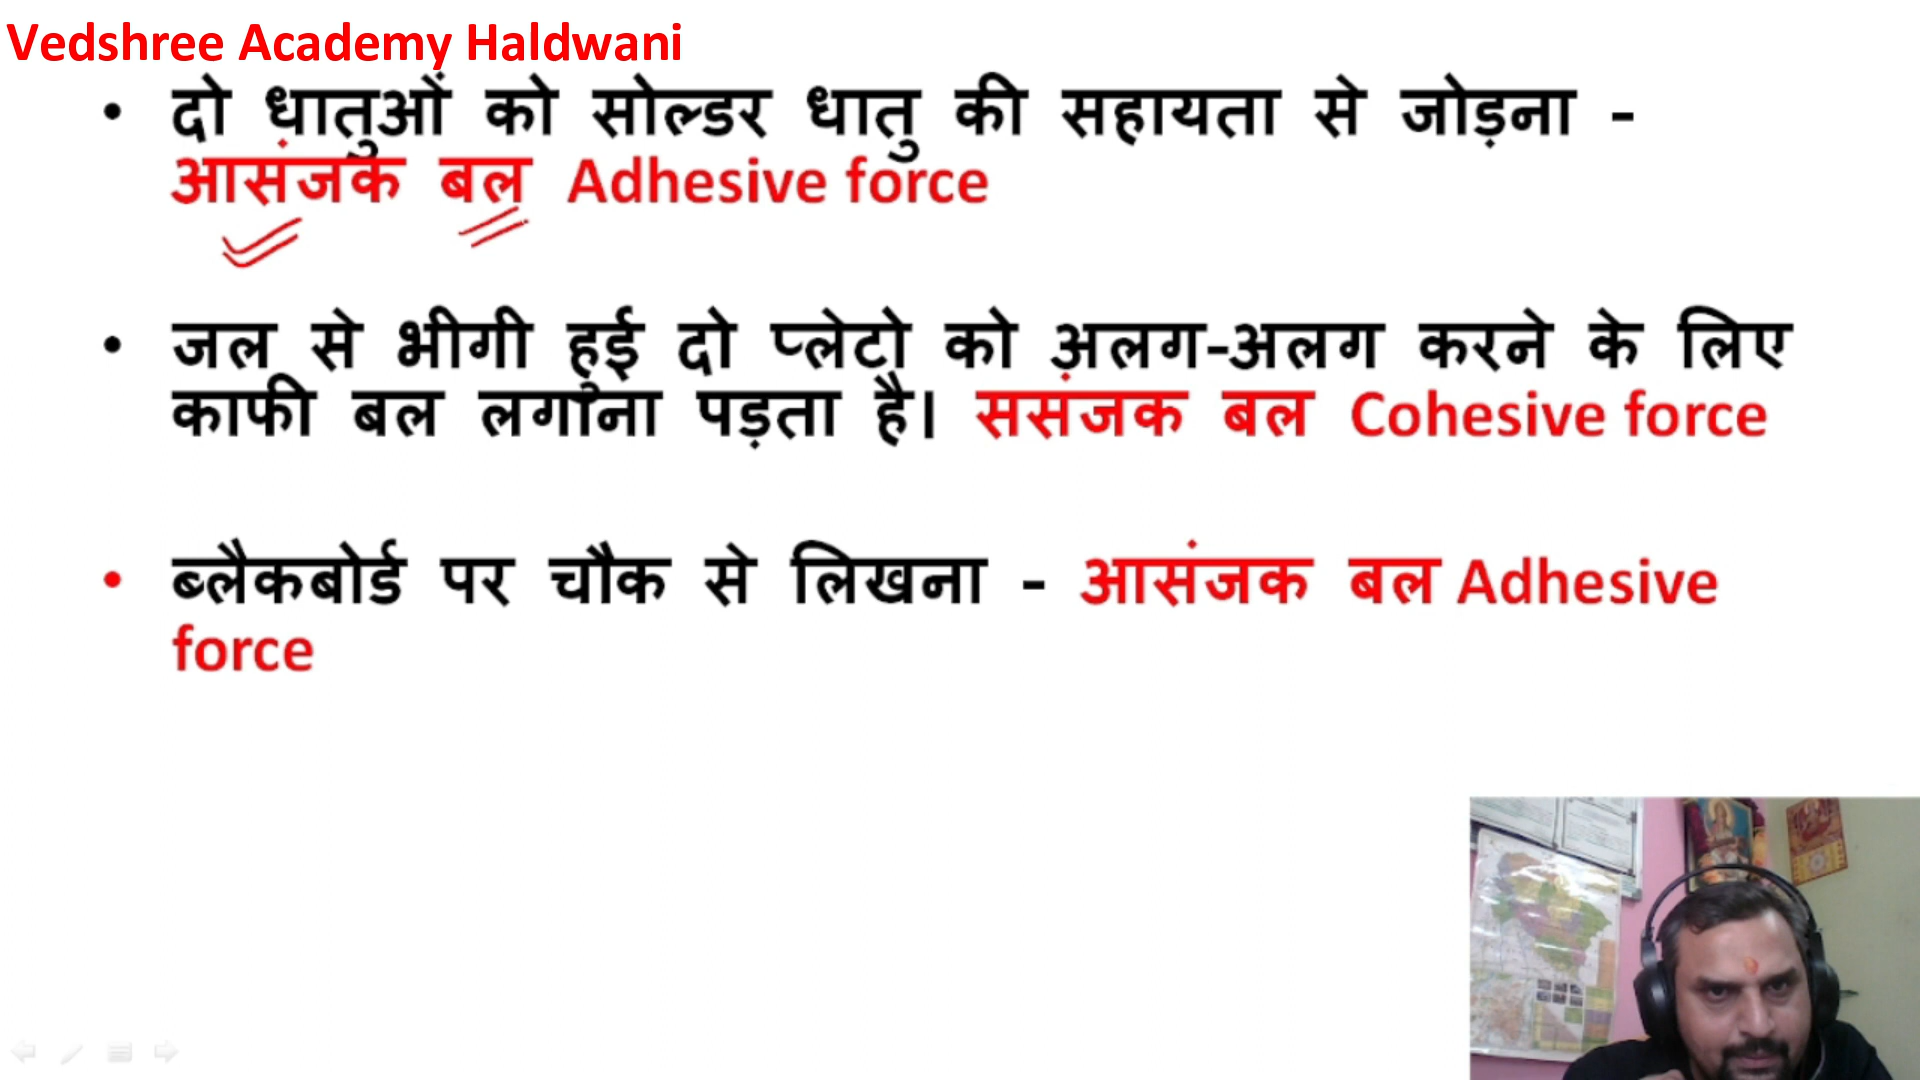 Vedshree Academy Haldwani
• दो धातुओं को सोल्डर धातु की सहायता से जोड़ना -
आसंजक बल Adhesive force
• जल से भीगी हुई दो प्लेटो को अलग-अलग करने के लिए
काफी बल लगाना पड़ता है। ससंजक बल Cohesive force
• ब्लैकबोर्ड पर चौक से लिखना - आसंजक बल Adhesive
force